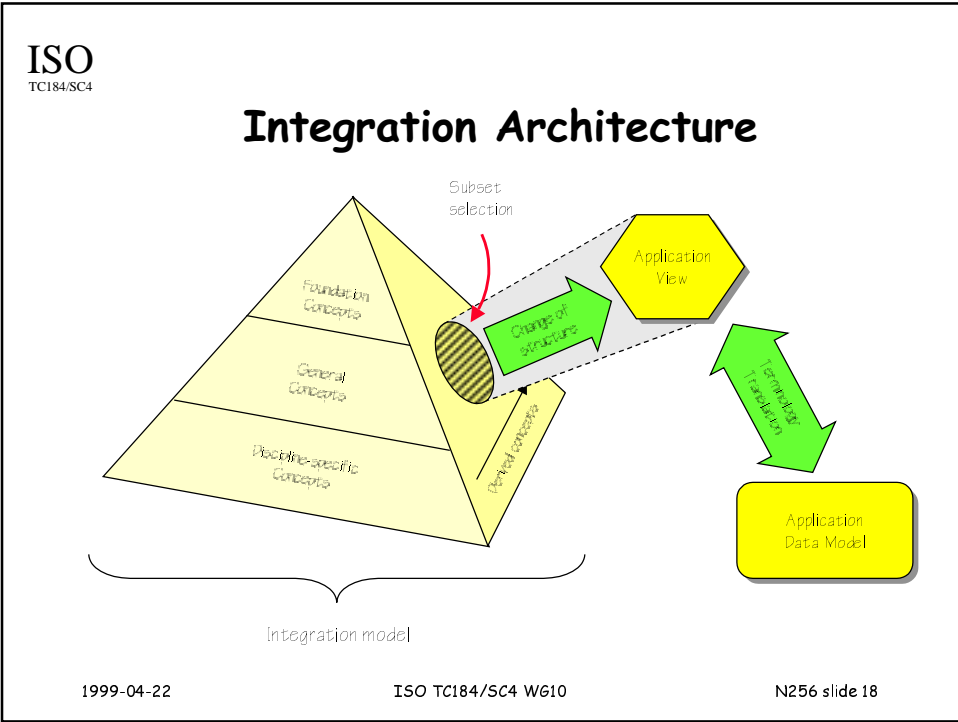 ISO
TC184/SC4
Integration Architecture
Subset
selection
Application
View
Foundation
Concepts
Change of
structure
General
Concepts
Terminology
Translation
Derived concepts
Discipline-specific
Concepts
Application
Data Model
Integration model
1999-04-22
ISO TC184/SC4 WG10
N256 slide 18